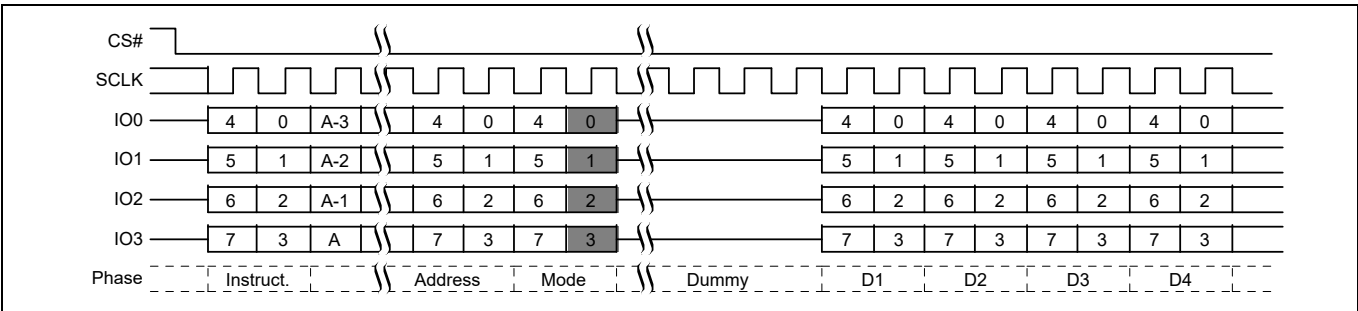 CS#
SCLK
IO0 4 0 A-3 4 0 4 0 4 0 4 0 4 0 4 0
IO1 5 1 A-2 5 1 5 1 5 1 5 1 5 1 5 1
IO2 6 2 A-1 6 2 6 2 6 2 6 2 6 2 6 2
IO3 7 3 A 7 3 7 3 7 3 7 3 7 3 7 3
Phase Instruct. Address Mode Dummy D1 D2 D3 D4